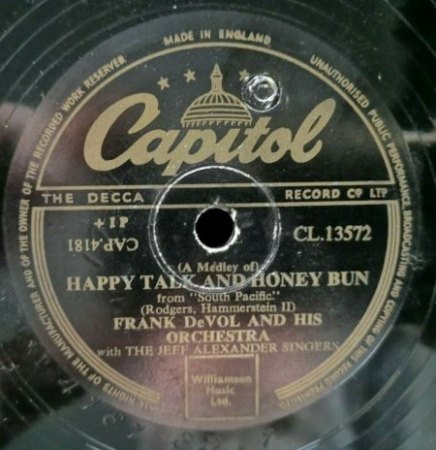 MADE IN ENGLAND
RIGHTS OF THE MANUFACTURER AND OF THE OWNER OF THE RECORDED WORK RESERVED
UNAUTHORISED PUBLIC PERFORMANCE, BROADCASTING AND COPYING OF THIS RECORD PROHIBITED
Capitol
THE DECCA RECORD CO LTD
CAP.4181
CL.13572
(A Medley of)
HAPPY TALK AND HONEY BUN
from "South Pacific"
(Rodgers, Hammerstein II)
FRANK DeVOL AND HIS
ORCHESTRA
with THE JEFF ALEXANDER SINGERS
Williamson
Music
Ltd.